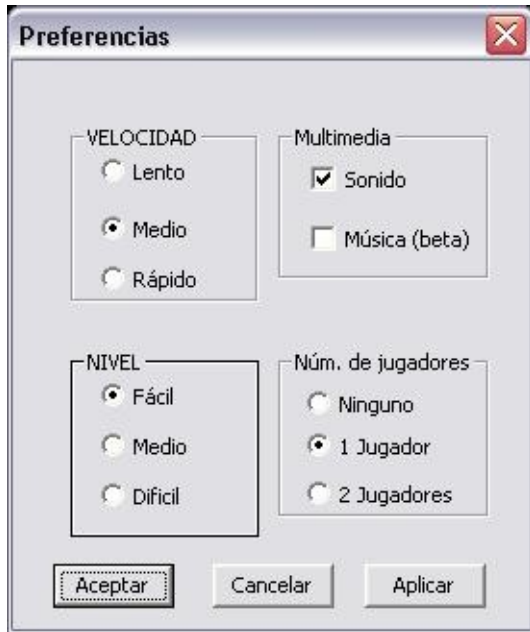 Preferencias
VELOCIDAD
Lento
Medio
Rápido
Multimedia
Sonido
Música (beta)
NIVEL
Fácil
Medio
Dificil
Núm. de jugadores
Ninguno
1 Jugador
2 Jugadores
Aceptar
Cancelar
Aplicar